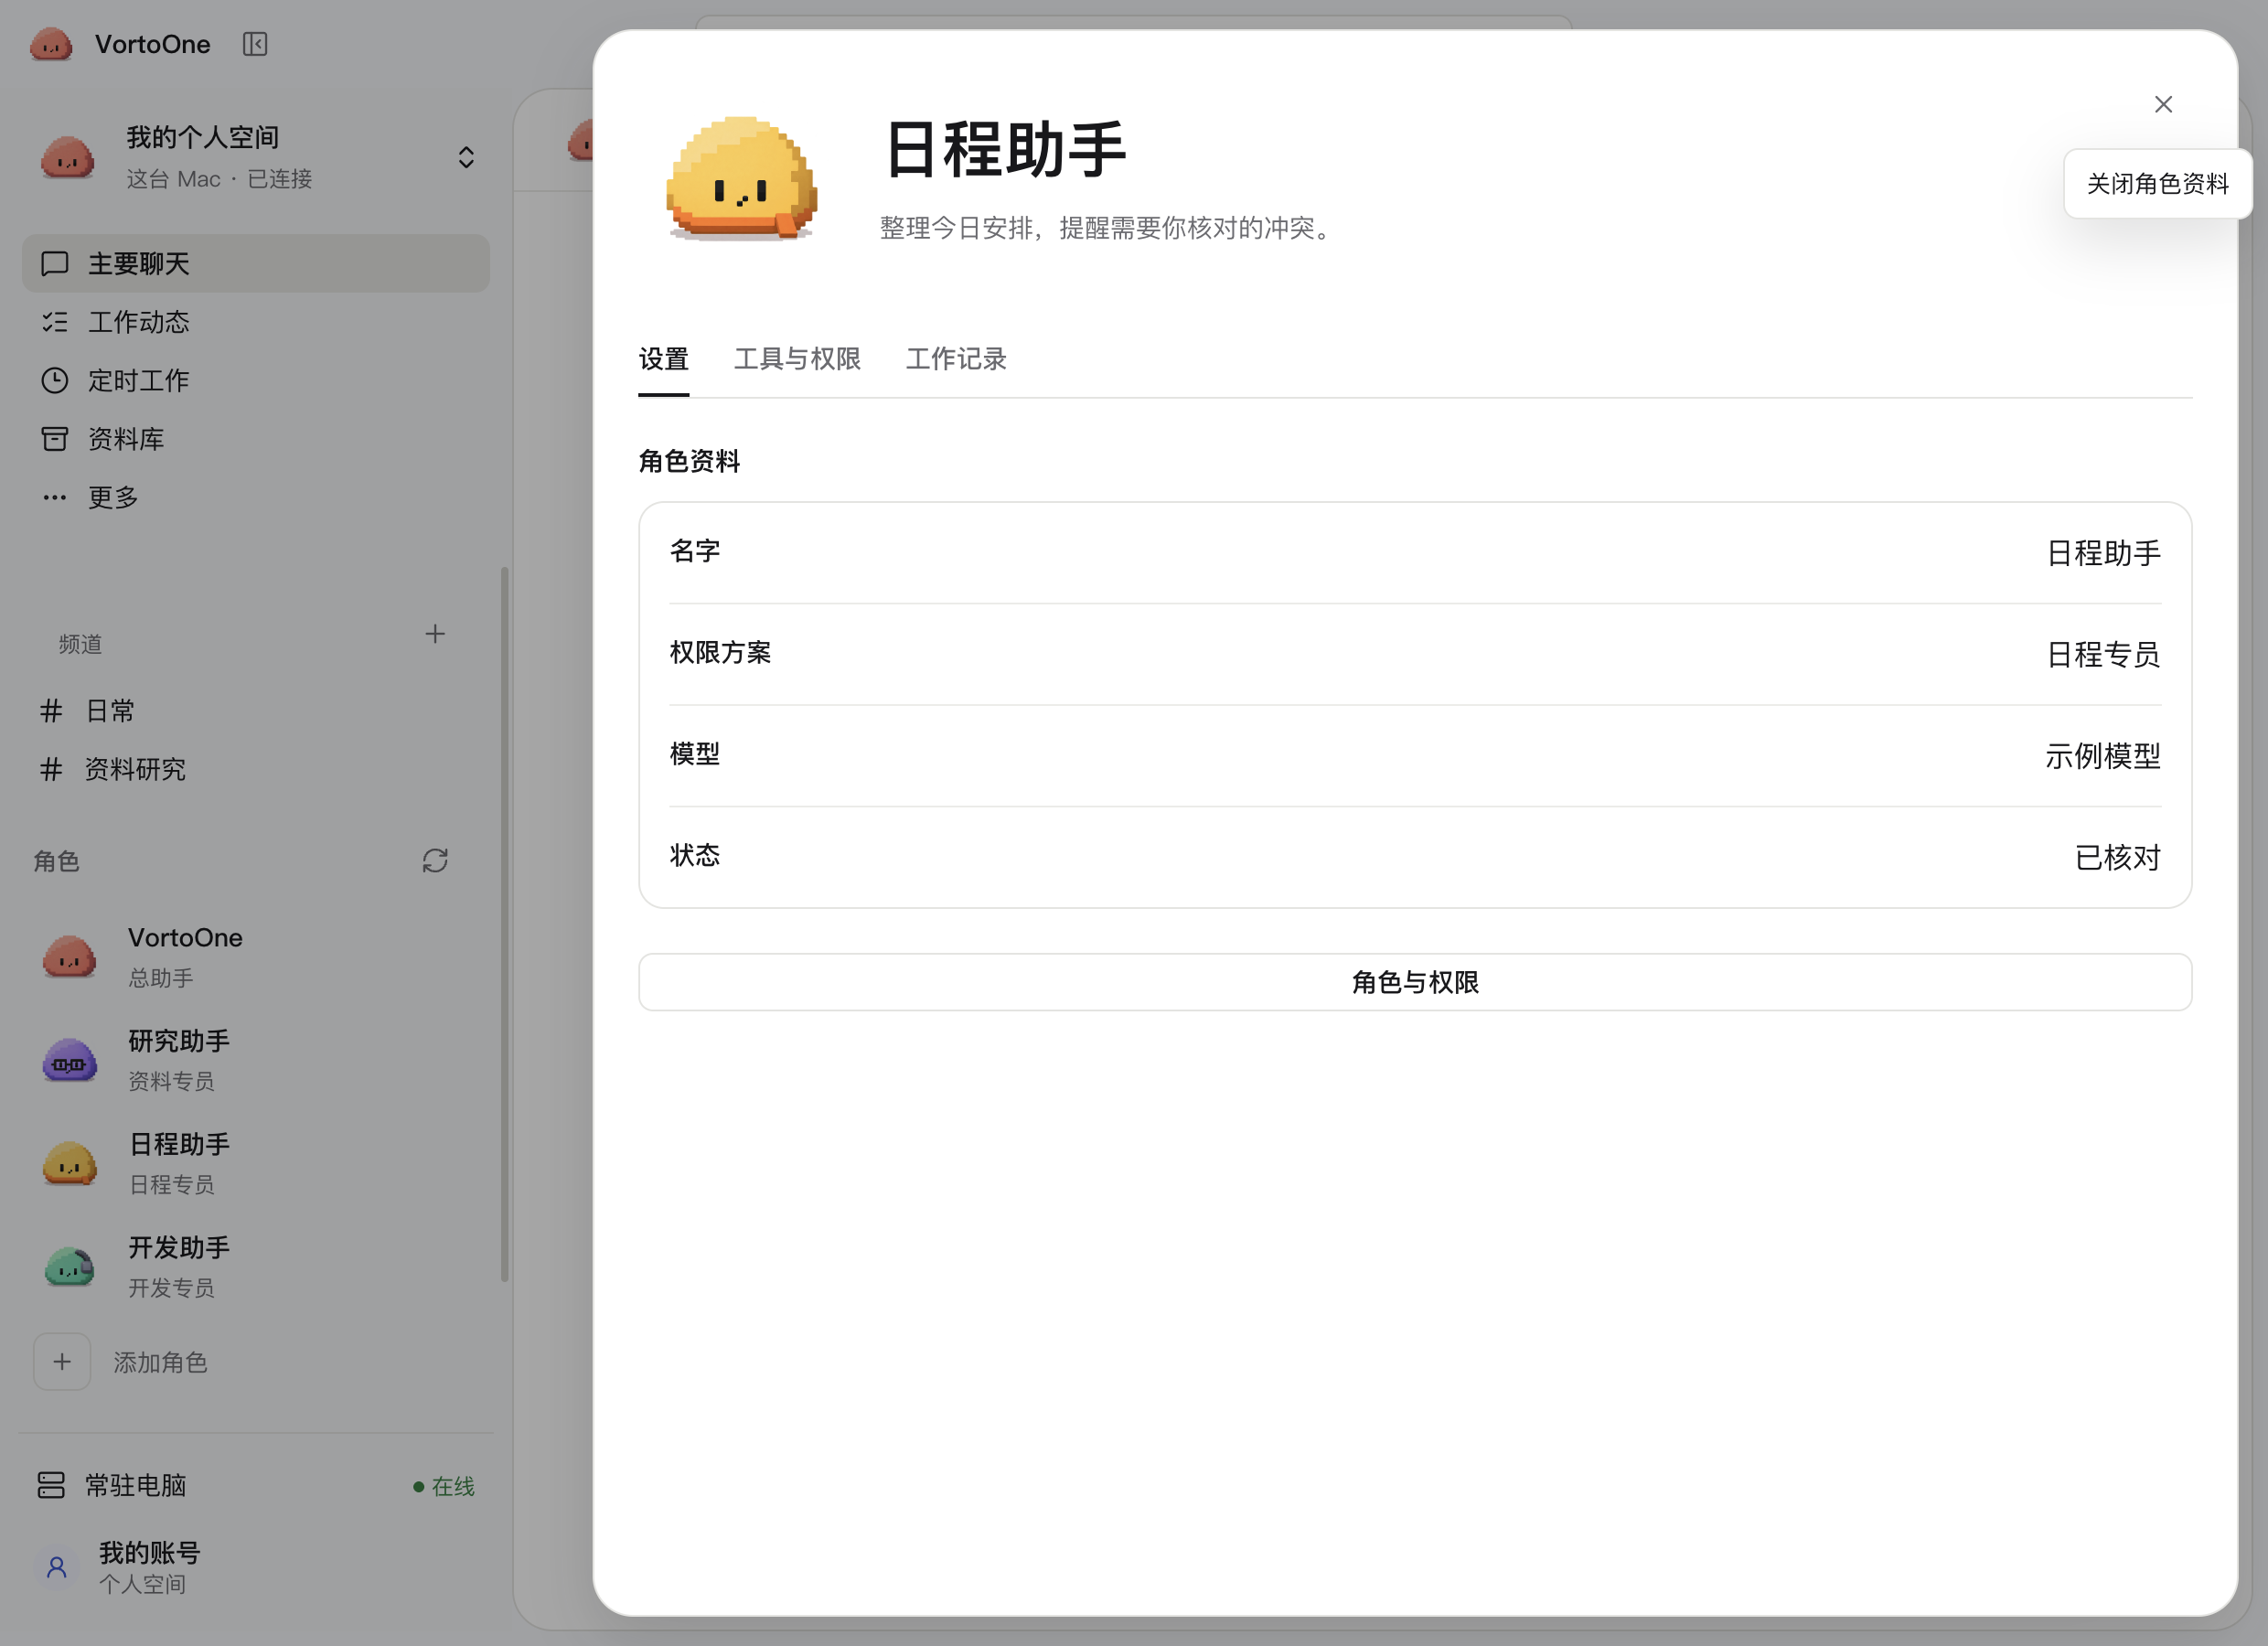 VortoOne
我的个人空间
这台 Mac · 已连接
主要聊天
工作动态
定时工作
资料库
更多
频道
# 日常
# 资料研究
角色
VortoOne
总助手
研究助手
资料专员
日程助手
日程专员
开发助手
开发专员
添加角色
常驻电脑
在线
我的账号
个人空间
日程助手
整理今日安排，提醒需要你核对的冲突。
关闭角色资料
设置 工具与权限 工作记录
角色资料
名字 日程助手
权限方案 日程专员
模型 示例模型
状态 已核对
角色与权限